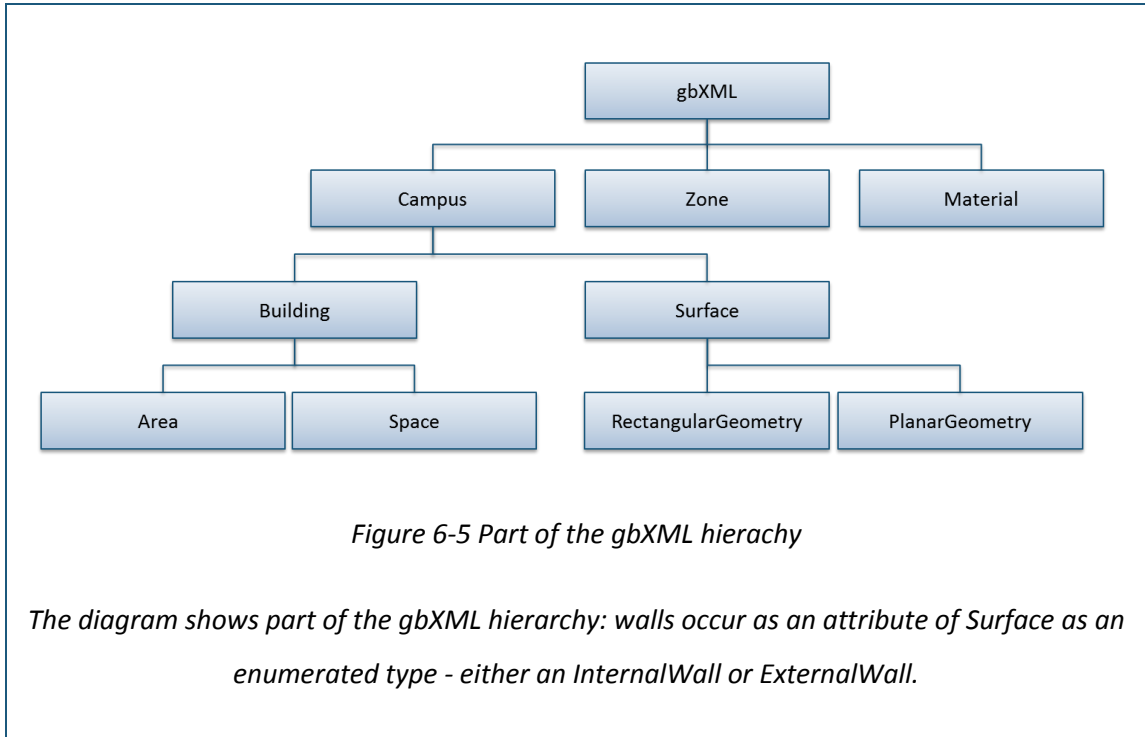 gbXML
Campus
Zone
Material
Building
Surface
Area
Space
RectangularGeometry
PlanarGeometry
Figure 6-5 Part of the gbXML hierachy
The diagram shows part of the gbXML hierarchy: walls occur as an attribute of Surface as an
enumerated type - either an InternalWall or ExternalWall.